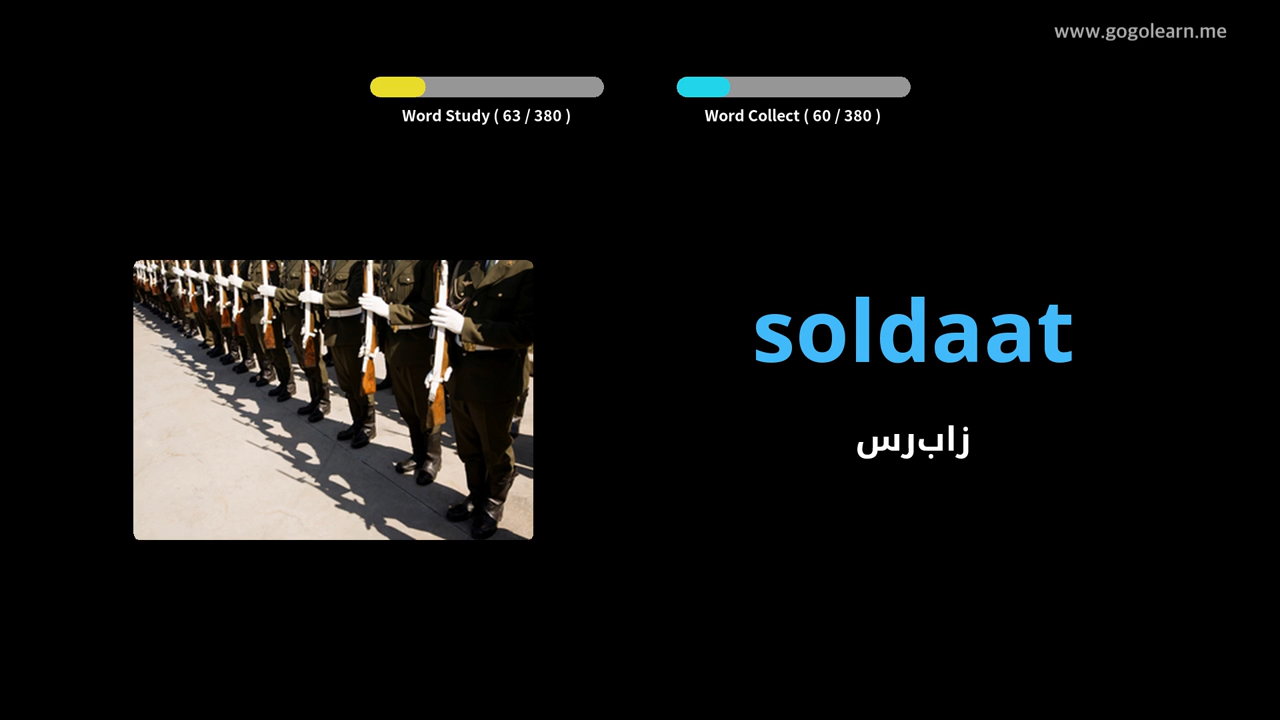 www.gogolearn.me
Word Study ( 63 / 380 )
Word Collect ( 60 / 380 )
soldaat
زابرس